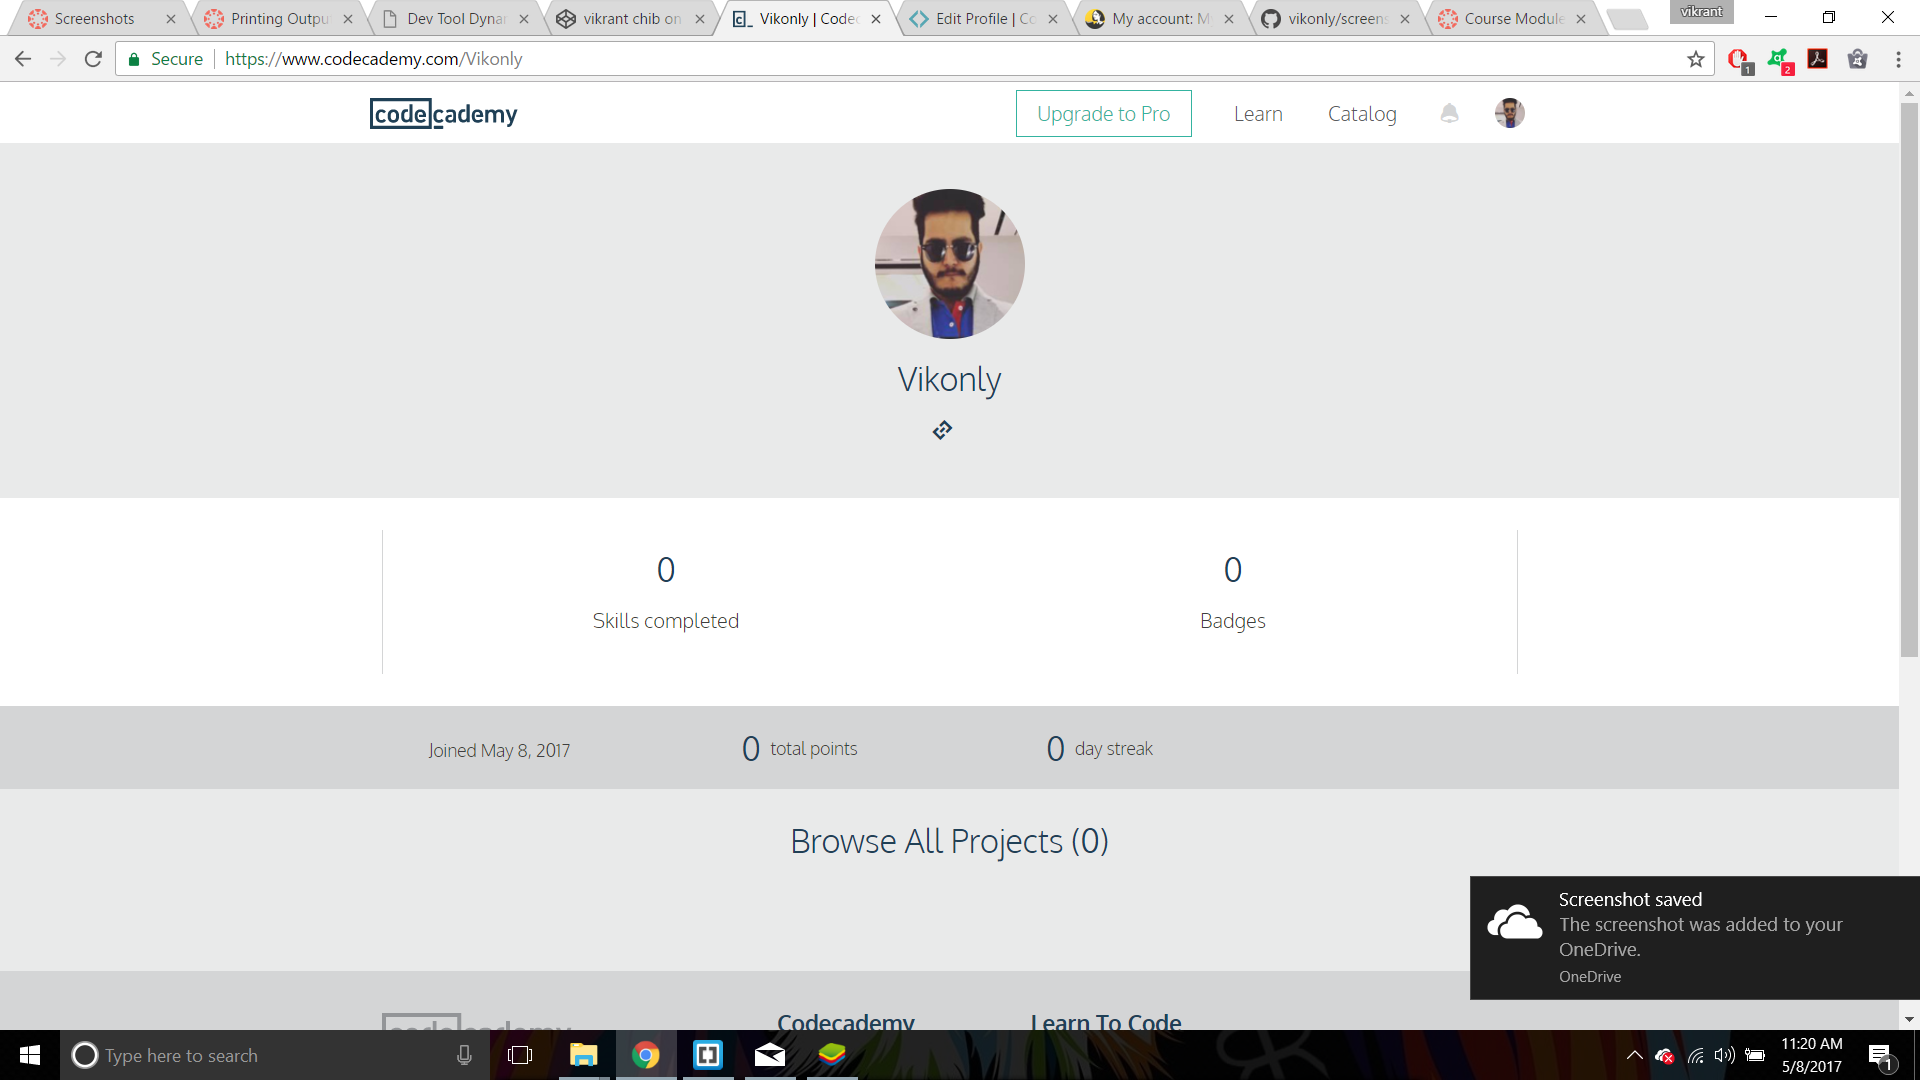 Screenshots
Printing Outpu
Dev Tool Dynar
vikrant chib on
Vikonly | Codec
Edit Profile | Co
My account: M
vikonly/screens
Course Module
vikrant
Secure
https://www.codecademy.com/Vikonly
1
2
codecademy
Upgrade to Pro
Learn
Catalog
Vikonly
0
Skills completed
0
Badges
Joined May 8, 2017
0 total points
0 day streak
Browse All Projects (0)
Screenshot saved
The screenshot was added to your
OneDrive.
OneDrive
codecademy
Codecademy
Learn To Code
Type here to search
11:20 AM
5/8/2017
1